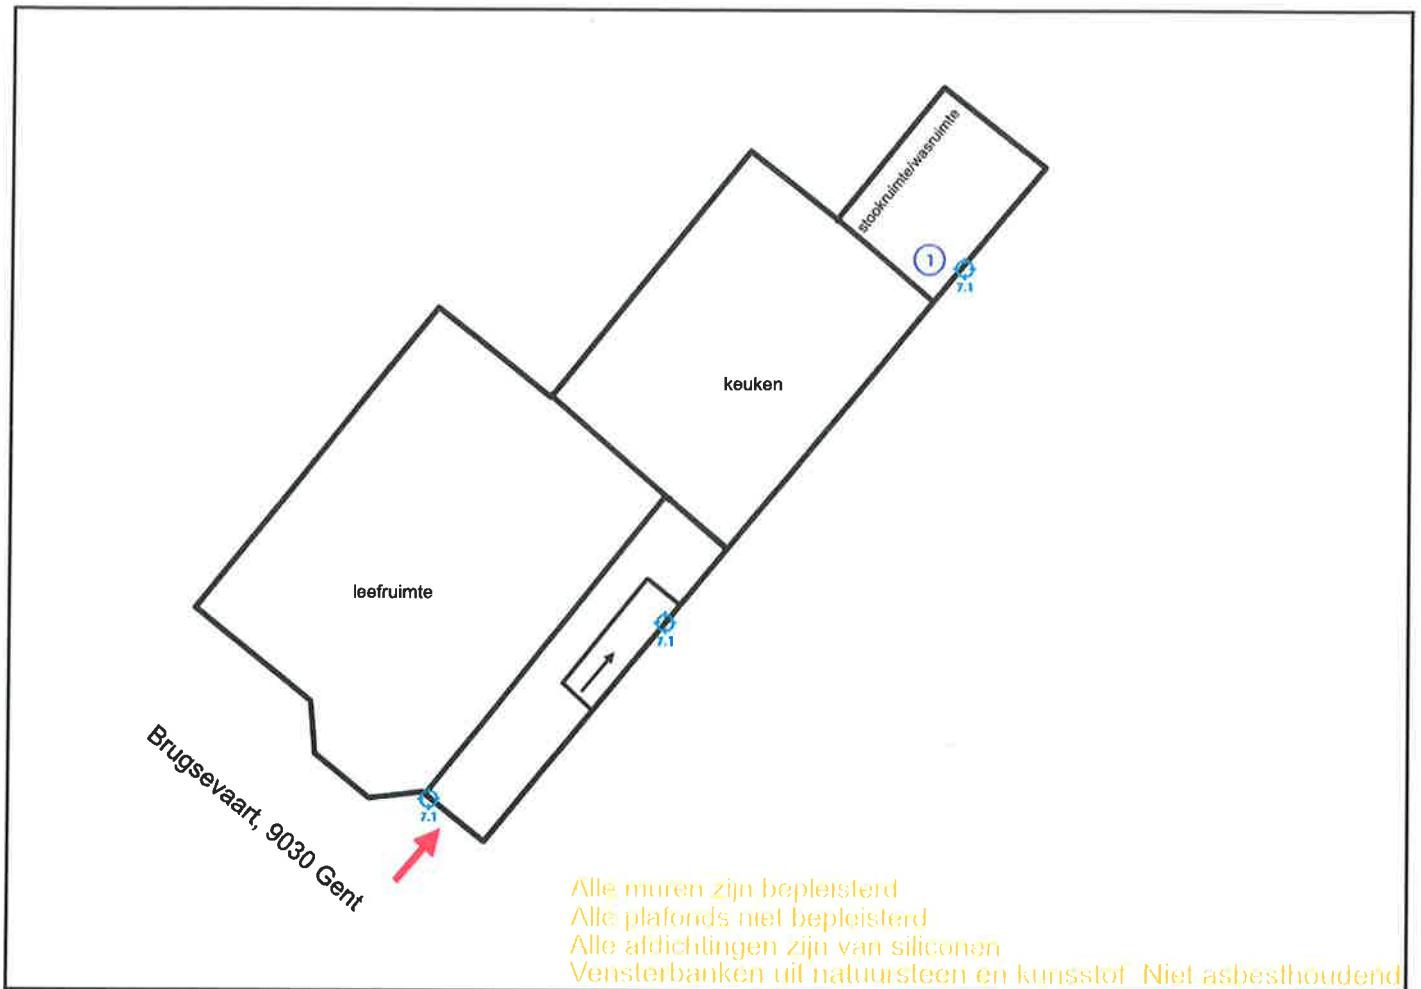 stookruimte/wasruimte
1
7.1
keuken
leefruimte
7.1
7.1
Brugsevaart, 9030 Gent
Alle muren zijn bepleisterd
Alle plafonds niet bepleisterd
Alle afdichtingen zijn van siliconen
Vensterbanken uit natuursteen en kunsstof Niet asbesthoudend